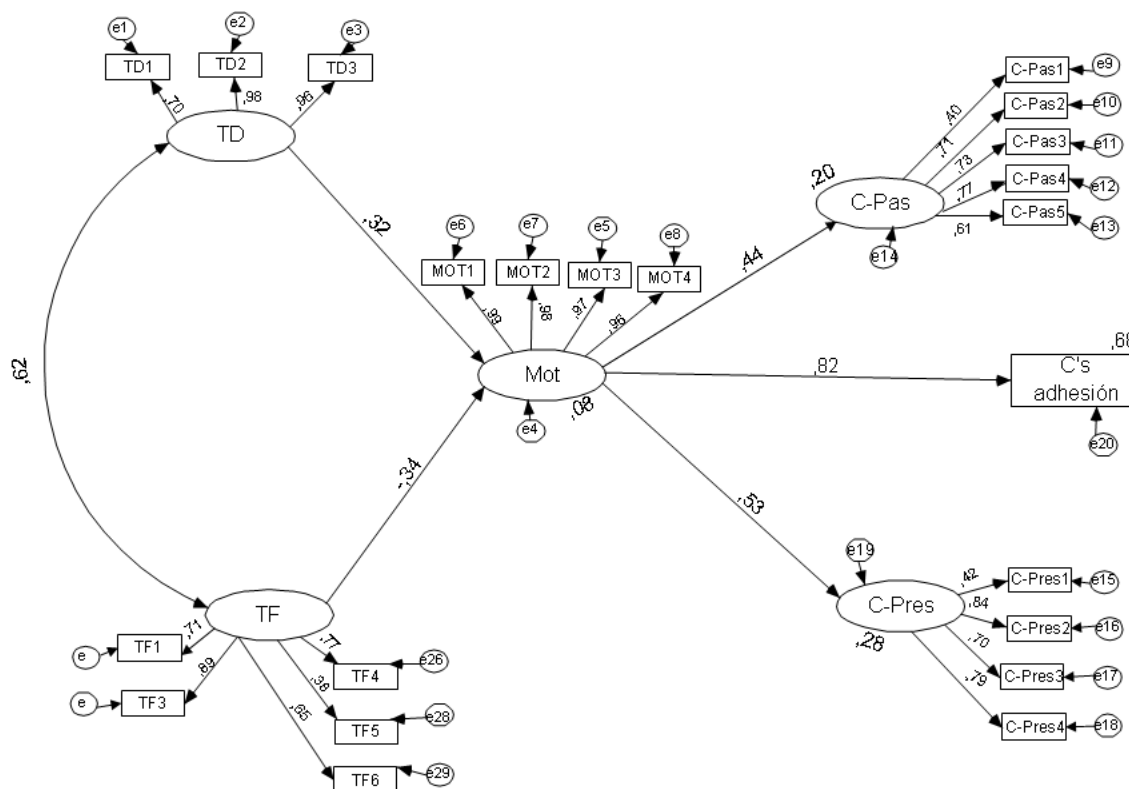 e1
e2
e3
TD1
TD2
TD3
,70
,98
,96
TD
,62
,32
e6
e7
e5
e8
MOT1
MOT2
MOT3
MOT4
,99
,98
,97
,96
Mot
,08
e4
-,34
TF
,71
,89
,65
,38
,77
e
TF1
e
TF3
TF4
e26
TF5
e28
TF6
e29
,44
,82
,53
,20
C-Pas
e14
,40
,71
,73
,77
,61
C-Pas1
e9
C-Pas2
e10
C-Pas3
e11
C-Pas4
e12
C-Pas5
e13
,68
C's
adhesión
e20
e19
C-Pres
,28
,42
,84
,70
,79
C-Pres1
e15
C-Pres2
e16
C-Pres3
e17
C-Pres4
e18